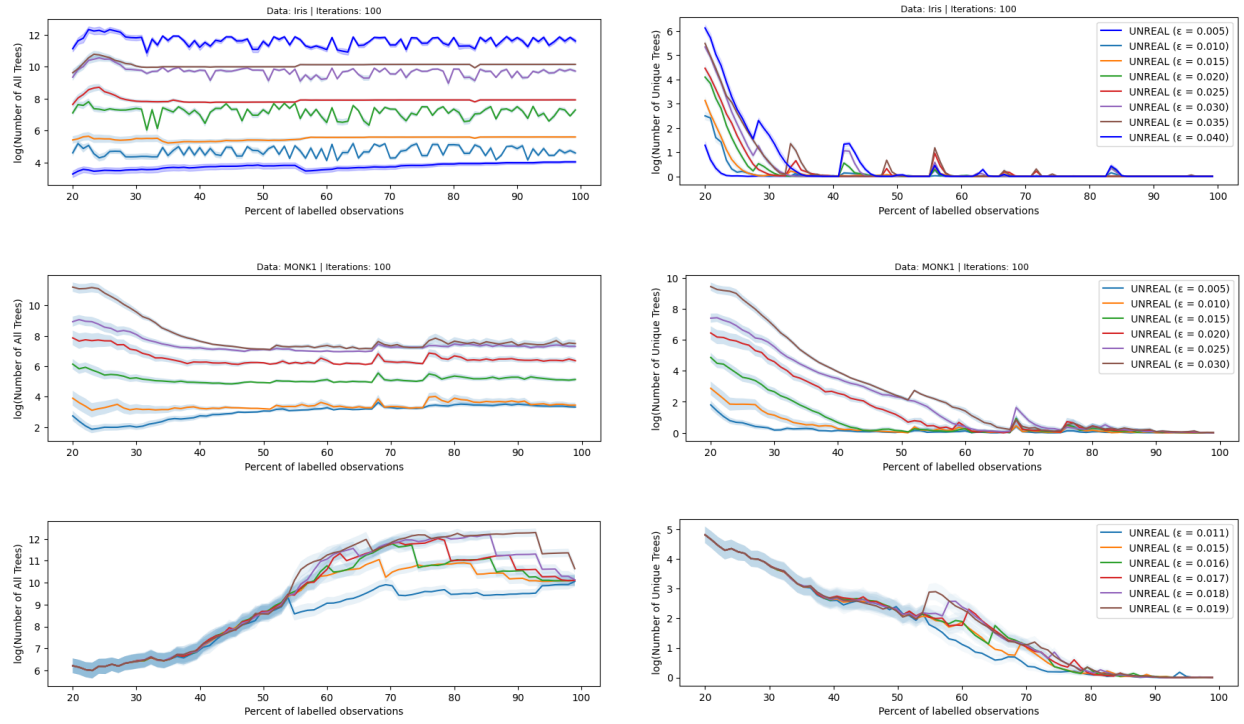 Data: Iris | Iterations: 100
log(Number of All Trees)
12
10
8
6
4
20 30 40 50 60 70 80 90 100
Percent of labelled observations
Data: Iris | Iterations: 100
log(Number of Unique Trees)
6
5
4
3
2
1
0
20 30 40 50 60 70 80 90 100
Percent of labelled observations
UNREAL (ε = 0.005)
UNREAL (ε = 0.010)
UNREAL (ε = 0.015)
UNREAL (ε = 0.020)
UNREAL (ε = 0.025)
UNREAL (ε = 0.030)
UNREAL (ε = 0.035)
UNREAL (ε = 0.040)
Data: MONK1 | Iterations: 100
log(Number of All Trees)
10
8
6
4
2
20 30 40 50 60 70 80 90 100
Percent of labelled observations
Data: MONK1 | Iterations: 100
log(Number of Unique Trees)
10
8
6
4
2
0
20 30 40 50 60 70 80 90 100
Percent of labelled observations
UNREAL (ε = 0.005)
UNREAL (ε = 0.010)
UNREAL (ε = 0.015)
UNREAL (ε = 0.020)
UNREAL (ε = 0.025)
UNREAL (ε = 0.030)
log(Number of All Trees)
12
11
10
9
8
7
6
20 30 40 50 60 70 80 90 100
Percent of labelled observations
log(Number of Unique Trees)
5
4
3
2
1
0
20 30 40 50 60 70 80 90 100
Percent of labelled observations
UNREAL (ε = 0.011)
UNREAL (ε = 0.015)
UNREAL (ε = 0.016)
UNREAL (ε = 0.017)
UNREAL (ε = 0.018)
UNREAL (ε = 0.019)